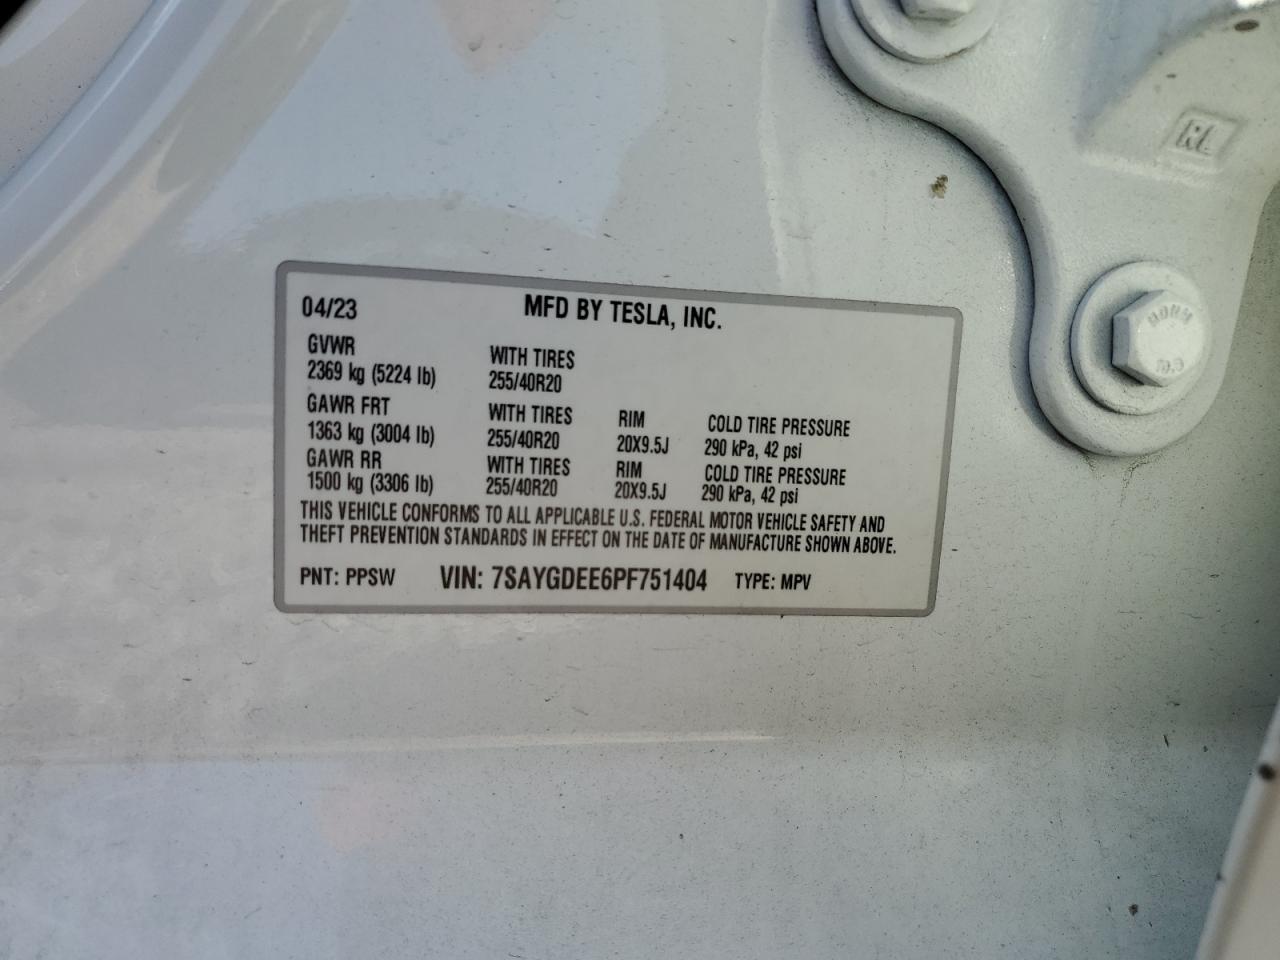 04/23 MFD BY TESLA, INC.
GVWR
2369 kg (5224 lb)
WITH TIRES
255/40R20
GAWR FRT
1363 kg (3004 lb)
WITH TIRES
255/40R20
RIM
20X9.5J
COLD TIRE PRESSURE
290 kPa, 42 psi
GAWR RR
1500 kg (3306 lb)
WITH TIRES
255/40R20
RIM
20X9.5J
COLD TIRE PRESSURE
290 kPa, 42 psi
THIS VEHICLE CONFORMS TO ALL APPLICABLE U.S. FEDERAL MOTOR VEHICLE SAFETY AND
THEFT PREVENTION STANDARDS IN EFFECT ON THE DATE OF MANUFACTURE SHOWN ABOVE.
PNT: PPSW VIN: 7SAYGDEE6PF751404 TYPE: MPV
RL